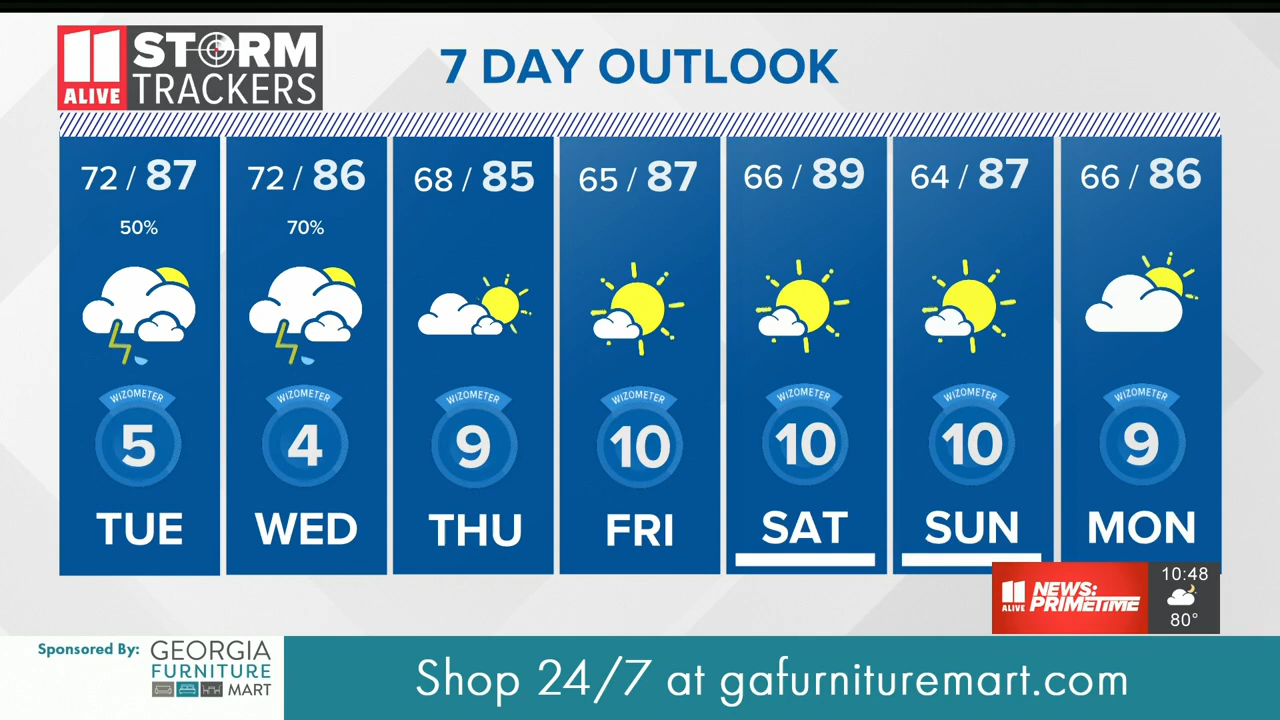 11 ALIVE
STORM
TRACKERS
7 DAY OUTLOOK
72 / 87
72 / 86
68 / 85
65 / 87
66 / 89
64 / 87
66 / 86
50%
70%
WIZOMETER
WIZOMETER
WIZOMETER
WIZOMETER
WIZOMETER
WIZOMETER
WIZOMETER
5
4
9
10
10
10
9
TUE
WED
THU
FRI
SAT
SUN
MON
11 ALIVE
NEWS:
PRIMETIME
10:48
80°
Sponsored By:
GEORGIA
FURNITURE
MART
Shop 24/7 at gafurnituremart.com